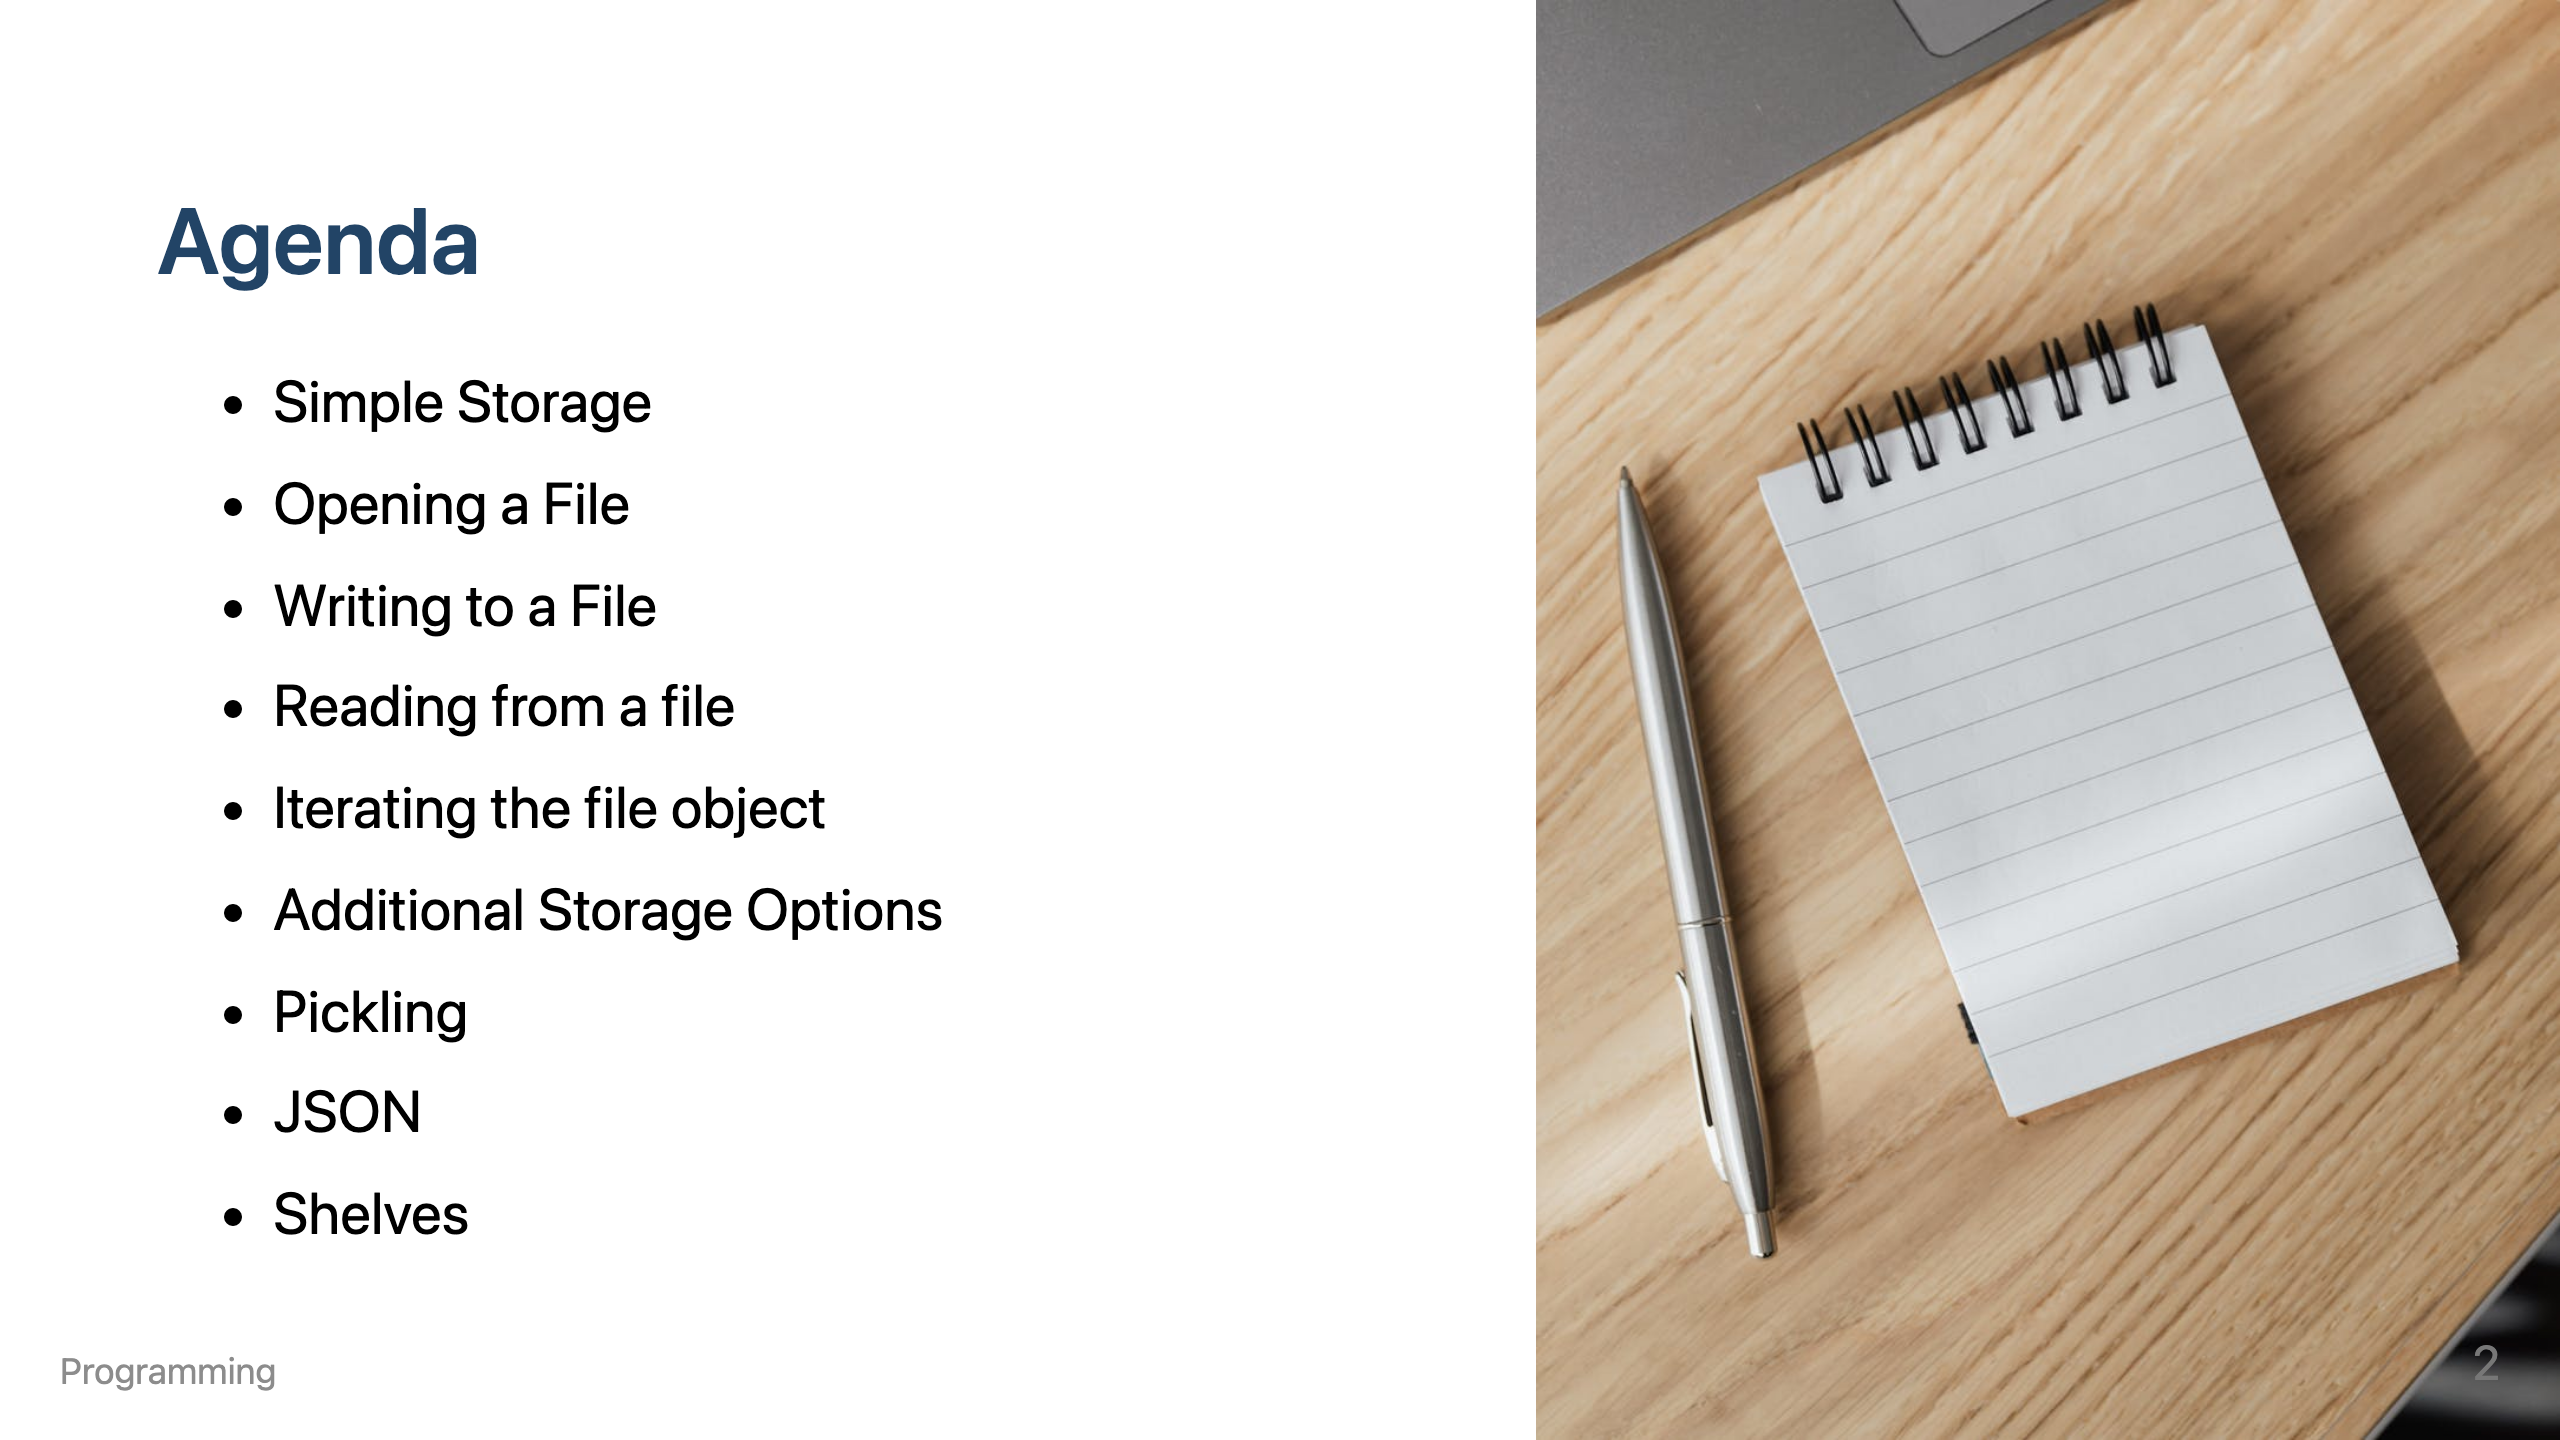 Agenda
• Simple Storage
• Opening a File
• Writing to a File
• Reading from a file
• Iterating the file object
• Additional Storage Options
• Pickling
• JSON
• Shelves
Programming
2